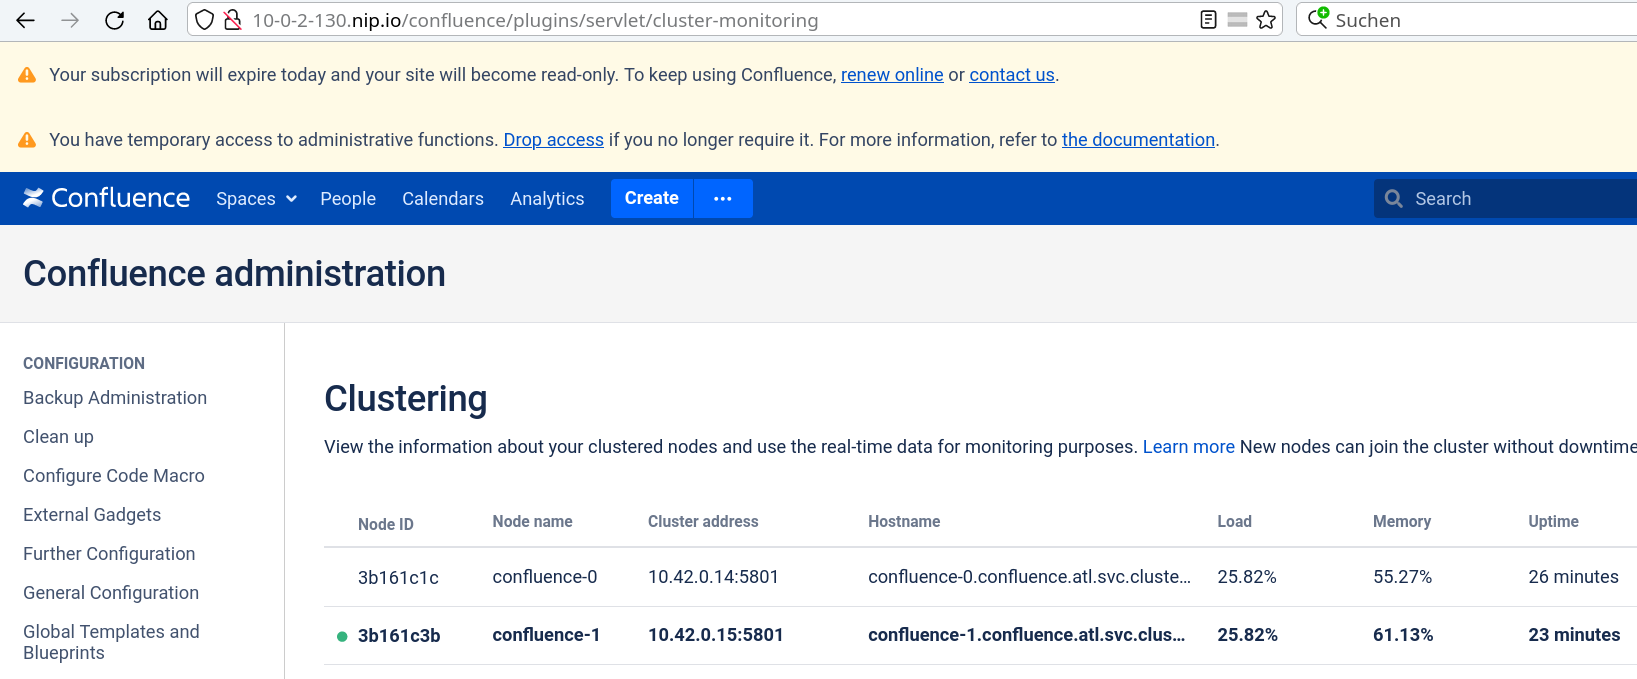 10-0-2-130.nip.io/confluence/plugins/servlet/cluster-monitoring
Suchen
Your subscription will expire today and your site will become read-only. To keep using Confluence, renew online or contact us.
You have temporary access to administrative functions. Drop access if you no longer require it. For more information, refer to the documentation.
Confluence Spaces People Calendars Analytics Create ··· Search
Confluence administration
CONFIGURATION
Backup Administration
Clean up
Configure Code Macro
External Gadgets
Further Configuration
General Configuration
Global Templates and
Blueprints
Clustering
View the information about your clustered nodes and use the real-time data for monitoring purposes. Learn more New nodes can join the cluster without downtime
Node ID Node name Cluster address Hostname Load Memory Uptime
3b161c1c confluence-0 10.42.0.14:5801 confluence-0.confluence.atl.svc.cluste... 25.82% 55.27% 26 minutes
3b161c3b confluence-1 10.42.0.15:5801 confluence-1.confluence.atl.svc.clus... 25.82% 61.13% 23 minutes